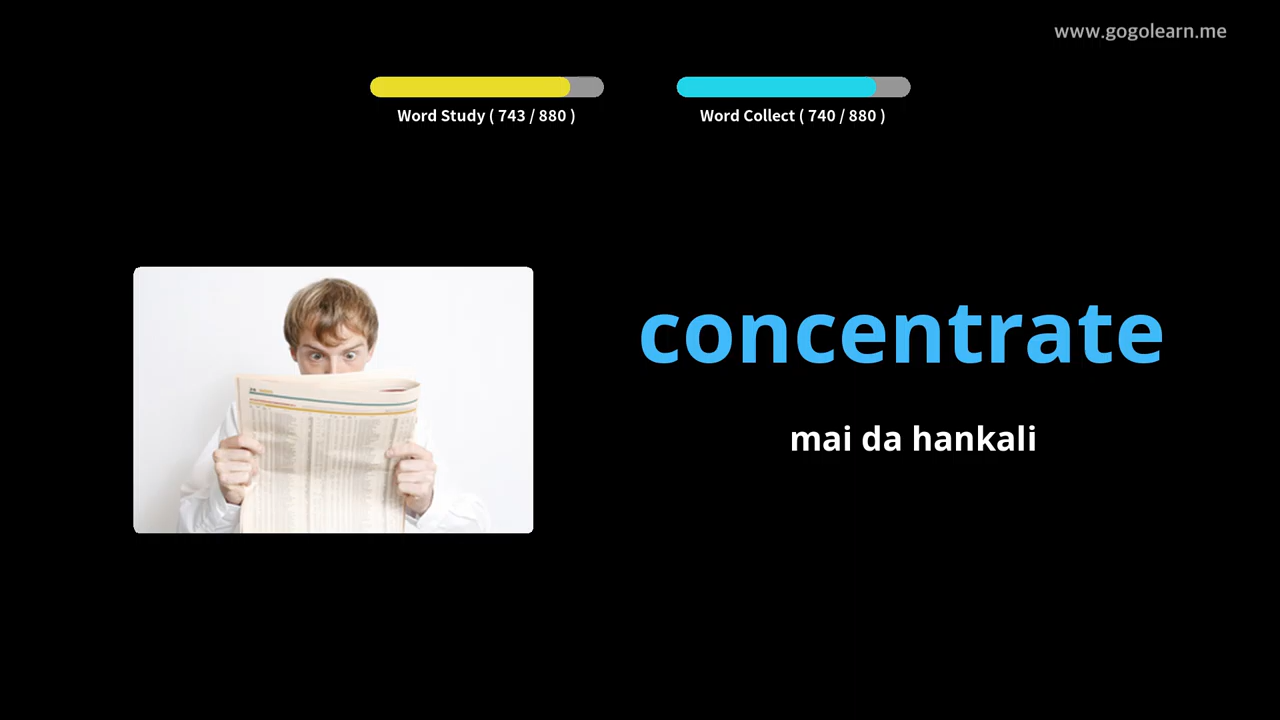 www.gogolearn.me
Word Study ( 743 / 880 )
Word Collect ( 740 / 880 )
concentrate
mai da hankali